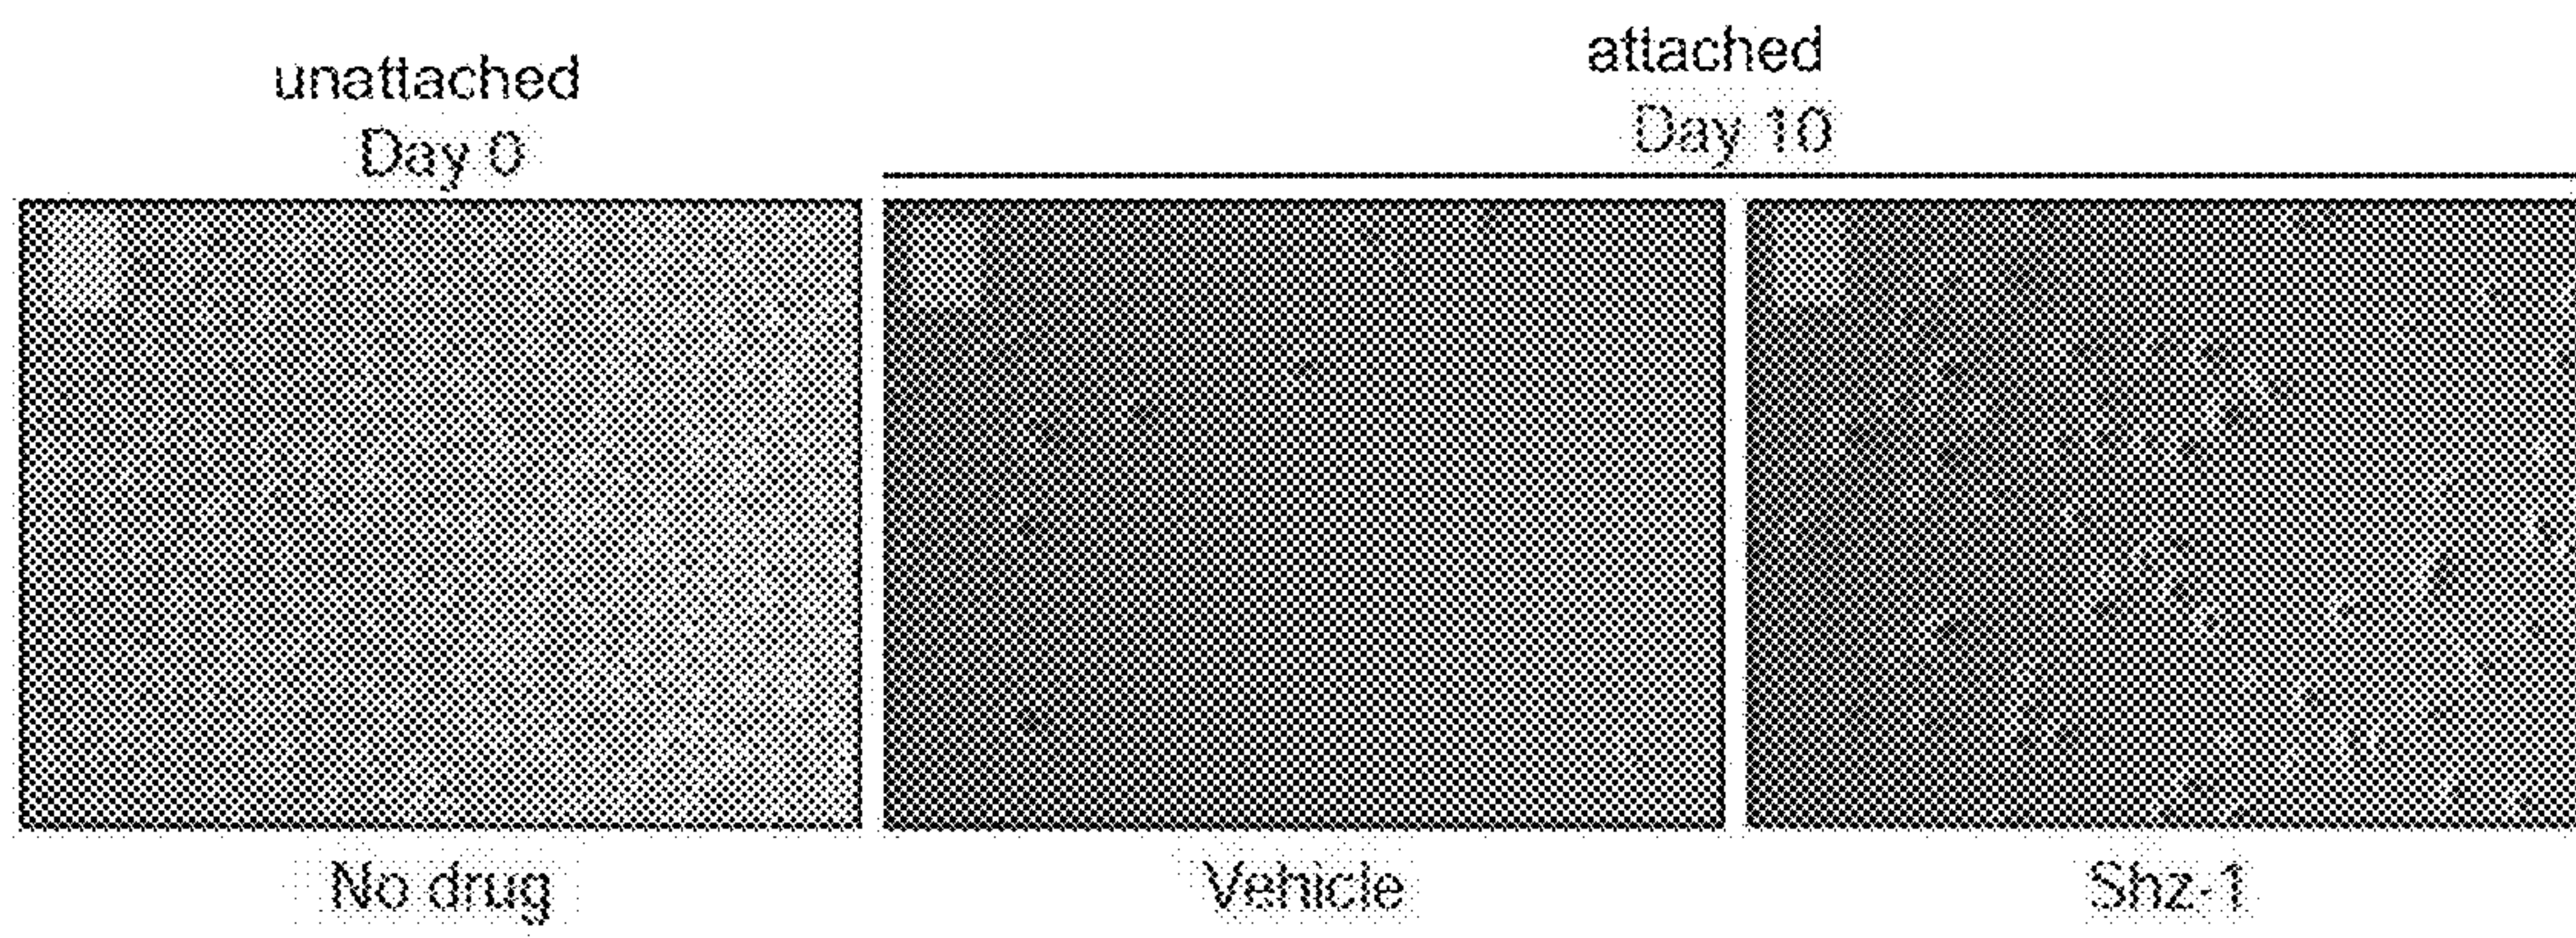 unattached
Day 0
attached
Day 10
No drug
Vehicle
Shz-1